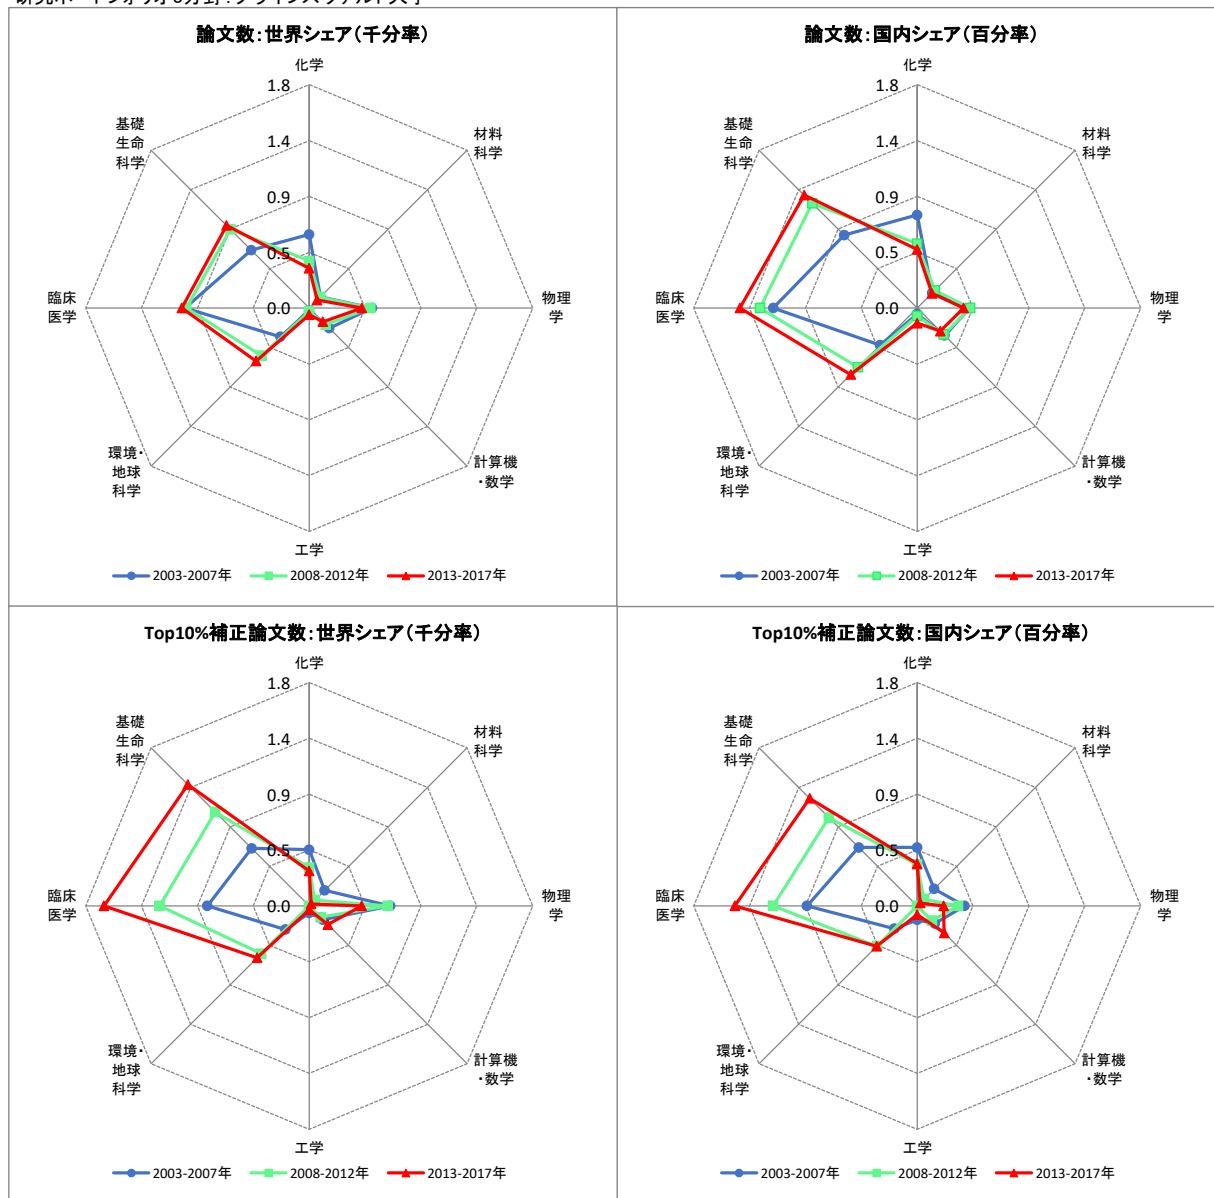 論文数：世界シェア（千分率）
化学
1.8
1.4
0.9
0.5
0.0
材料
科学
物理
学
計算機
・数学
工学
環境・
地球
科学
臨床
医学
基礎
生命
科学
2003-2007年 2008-2012年 2013-2017年
論文数：国内シェア（百分率）
化学
1.8
1.4
0.9
0.5
0.0
材料
科学
物理
学
計算機
・数学
工学
環境・
地球
科学
臨床
医学
基礎
生命
科学
2003-2007年 2008-2012年 2013-2017年
Top10%補正論文数：世界シェア（千分率）
化学
1.8
1.4
0.9
0.5
0.0
材料
科学
物理
学
計算機
・数学
工学
環境・
地球
科学
臨床
医学
基礎
生命
科学
2003-2007年 2008-2012年 2013-2017年
Top10%補正論文数：国内シェア（百分率）
化学
1.8
1.4
0.9
0.5
0.0
材料
科学
物理
学
計算機
・数学
工学
環境・
地球
科学
臨床
医学
基礎
生命
科学
2003-2007年 2008-2012年 2013-2017年